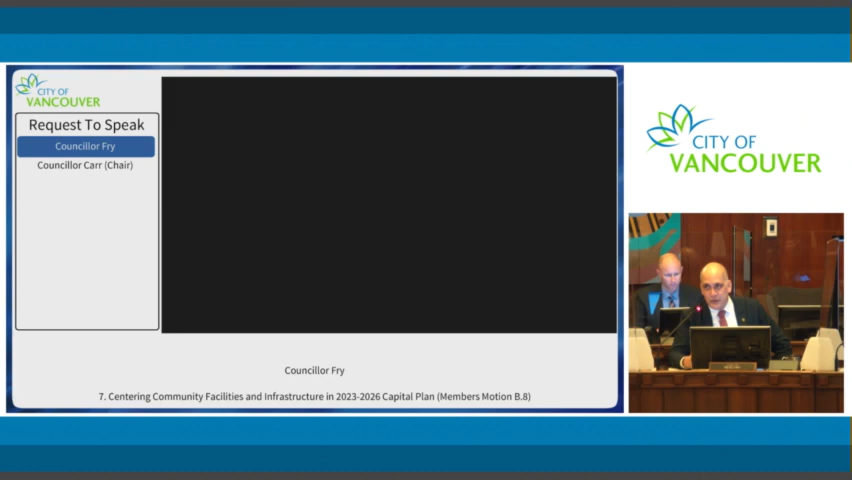 CITY OF
VANCOUVER
Request To Speak
Councillor Fry
Councillor Carr (Chair)
Councillor Fry
7. Centering Community Facilities and Infrastructure in 2023-2026 Capital Plan (Members Motion B.8)
CITY OF
VANCOUVER